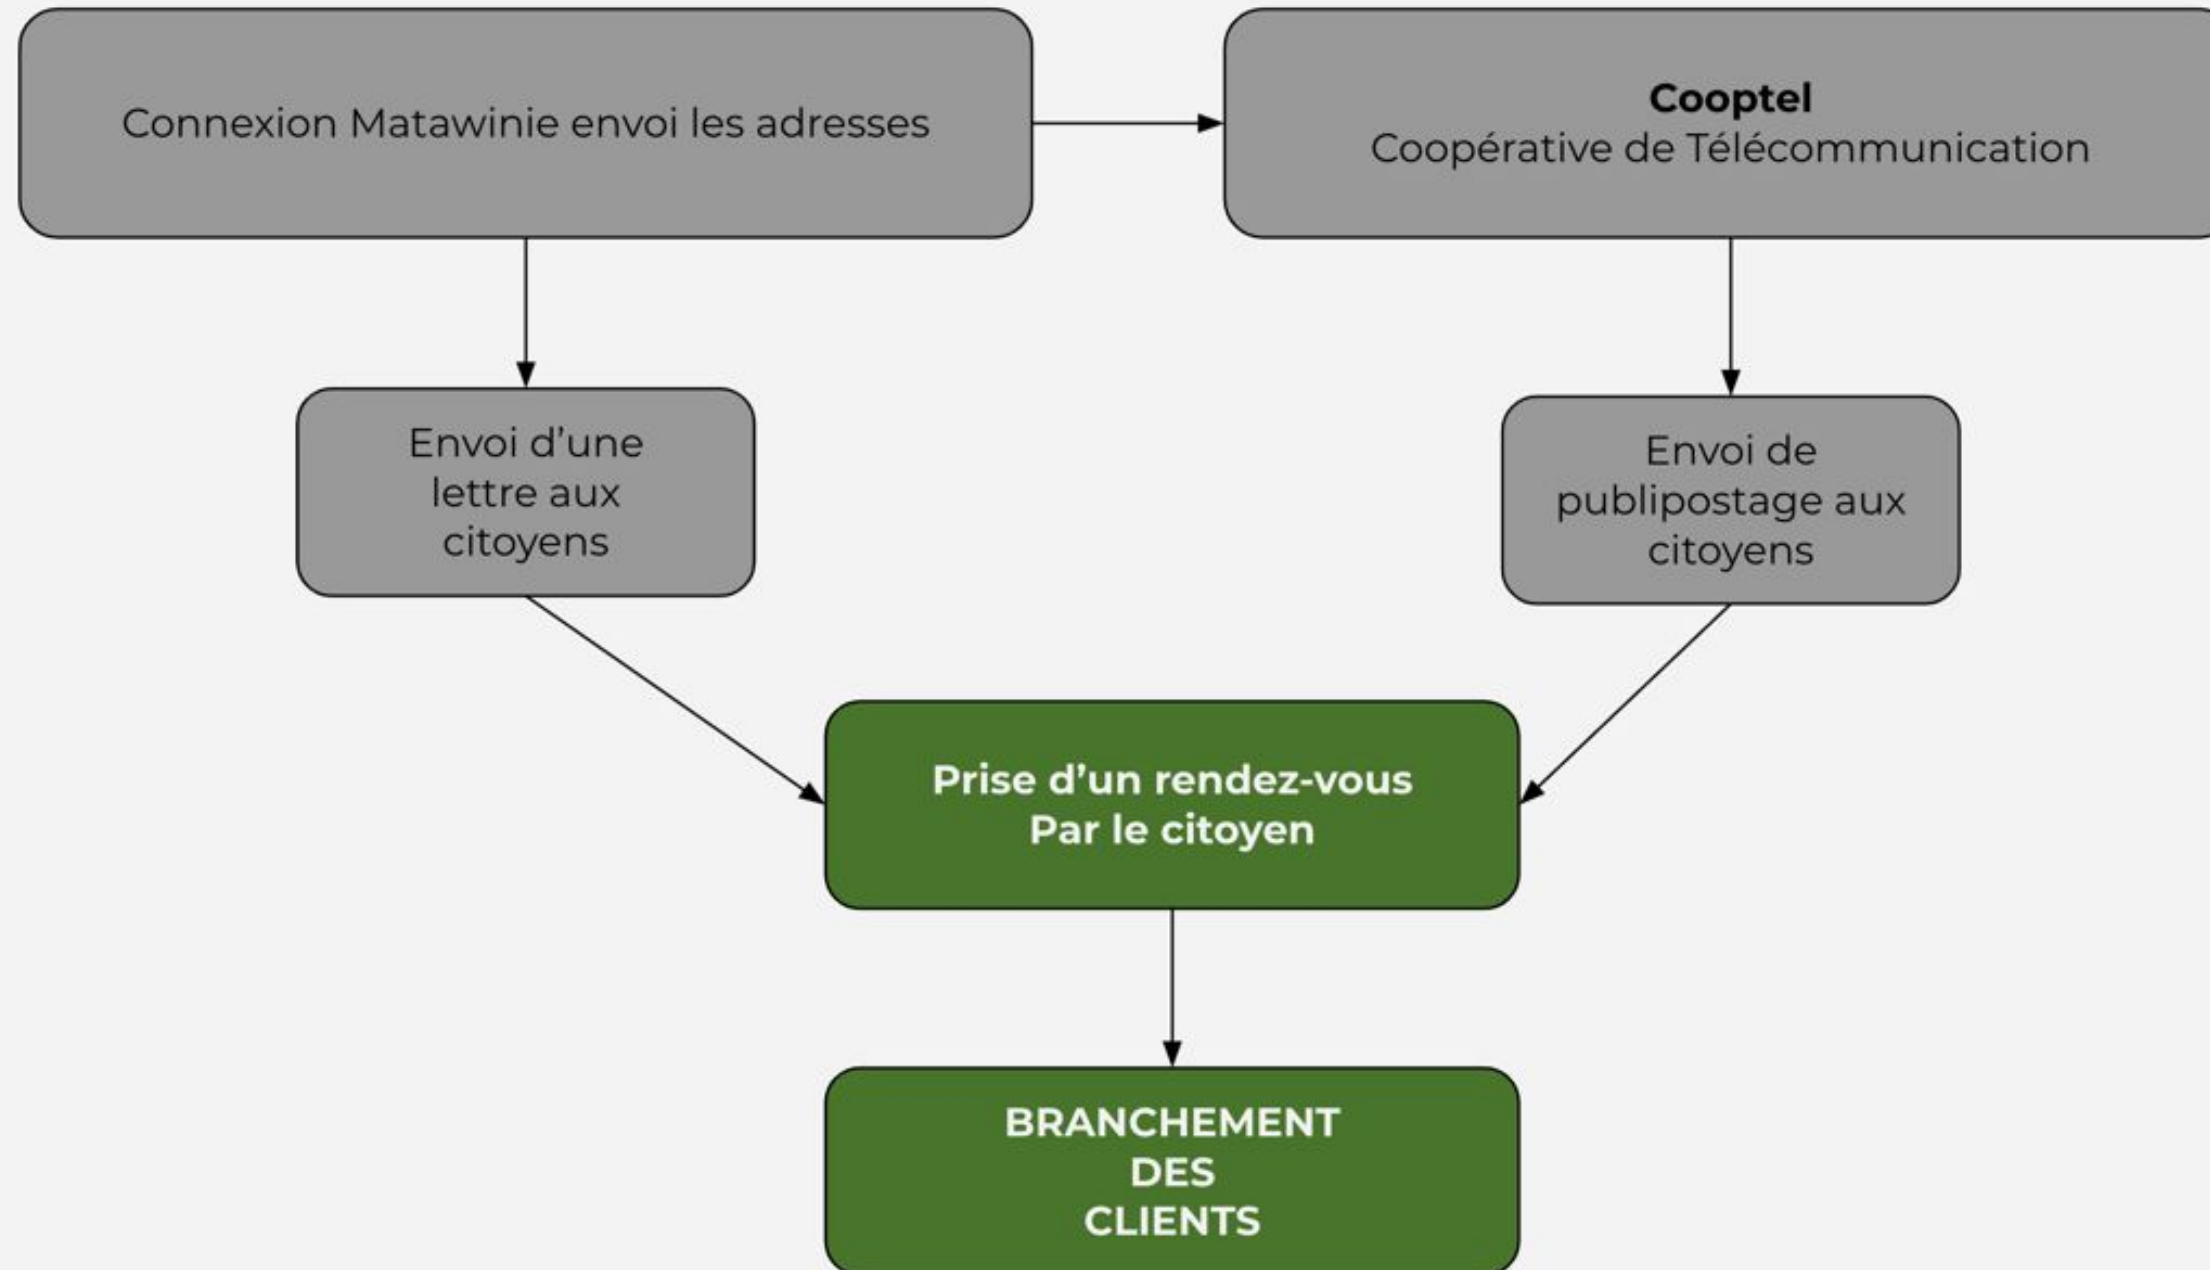 Connexion Matawinie envoi les adresses
Cooptel
Coopérative de Télécommunication
Envoi d’une
lettre aux
citoyens
Envoi de
publipostage aux
citoyens
Prise d’un rendez-vous
Par le citoyen
BRANCHEMENT
DES
CLIENTS